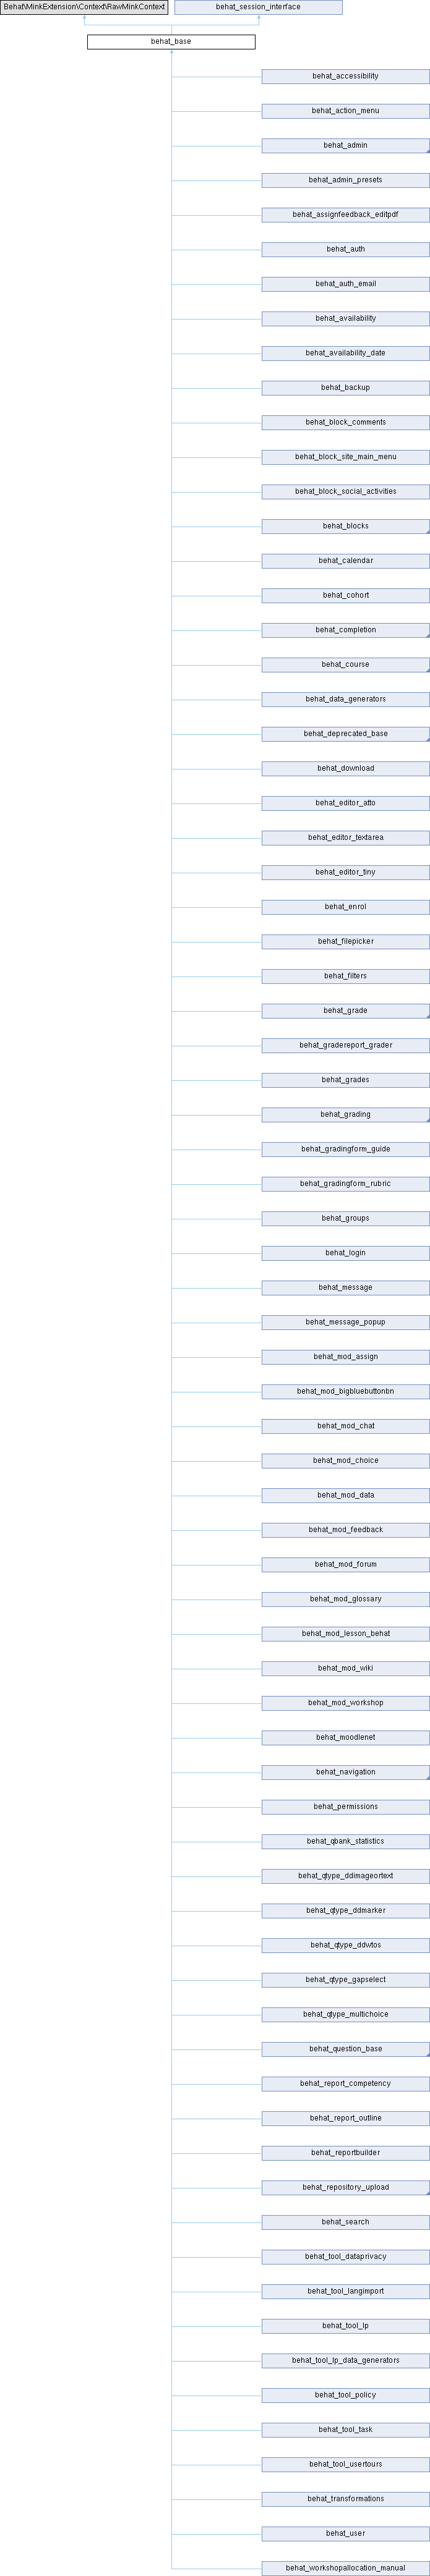 Behat\MinkExtension\Context\RawMinkContext
behat_session_interface
behat_base
behat_accessibility
behat_action_menu
behat_admin
behat_admin_presets
behat_assignfeedback_editpdf
behat_auth
behat_auth_email
behat_availability
behat_availability_date
behat_backup
behat_block_comments
behat_block_site_main_menu
behat_block_social_activities
behat_blocks
behat_calendar
behat_cohort
behat_completion
behat_course
behat_data_generators
behat_deprecated_base
behat_download
behat_editor_atto
behat_editor_textarea
behat_editor_tiny
behat_enrol
behat_filepicker
behat_filters
behat_grade
behat_gradereport_grader
behat_grades
behat_grading
behat_gradingform_guide
behat_gradingform_rubric
behat_groups
behat_login
behat_message
behat_message_popup
behat_mod_assign
behat_mod_bigbluebuttonbn
behat_mod_chat
behat_mod_choice
behat_mod_data
behat_mod_feedback
behat_mod_forum
behat_mod_glossary
behat_mod_lesson_behat
behat_mod_wiki
behat_mod_workshop
behat_moodlenet
behat_navigation
behat_permissions
behat_qbank_statistics
behat_qtype_ddimageortext
behat_qtype_ddmarker
behat_qtype_ddwtos
behat_qtype_gapselect
behat_qtype_multichoice
behat_question_base
behat_report_competency
behat_report_outline
behat_reportbuilder
behat_repository_upload
behat_search
behat_tool_dataprivacy
behat_tool_langimport
behat_tool_lp
behat_tool_lp_data_generators
behat_tool_policy
behat_tool_task
behat_tool_usertours
behat_transformations
behat_user
behat_workshopallocation_manual